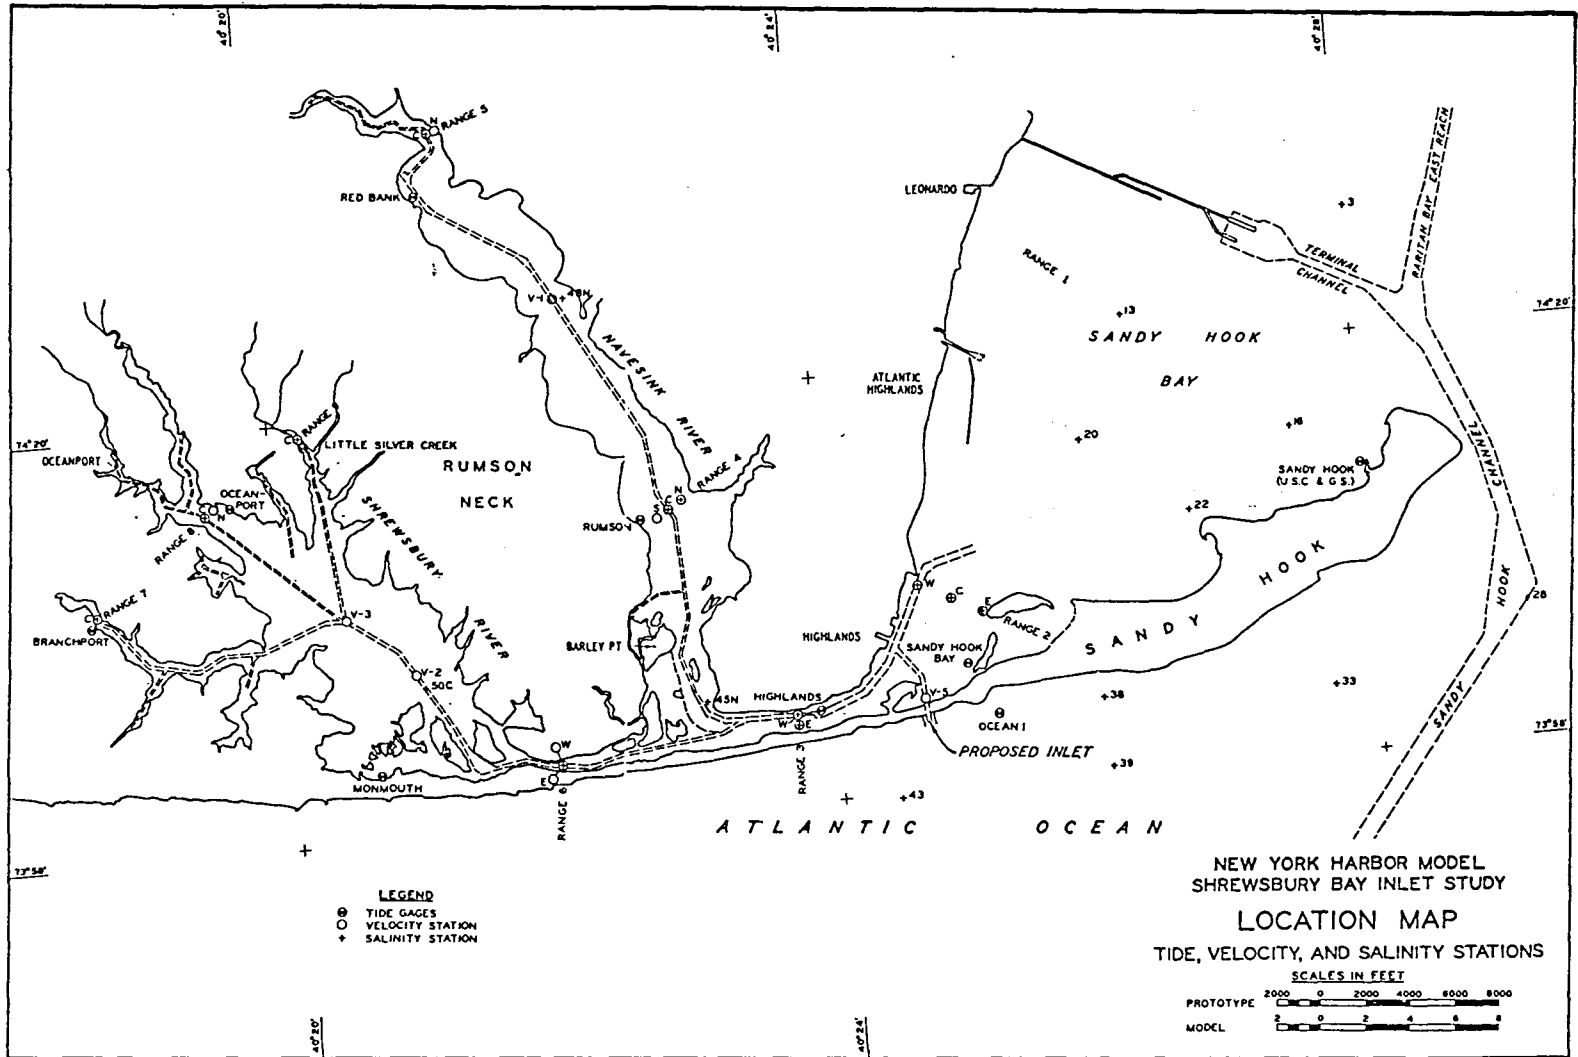 40° 20'
40° 24'
40° 28'
N
C
RANGE 5
RED BANK
LEONARDO
+3
TERMINAL
CHANNEL
RARITAN BAY EAST REACH
RANGE 1
V-1
+48N
+13
SANDY HOOK
BAY
74° 20'
NAVESINK
RIVER
ATLANTIC
HIGHLANDS
+20
+16
CHANNEL
74° 20'
C
RANGE
LITTLE SILVER CREEK
OCEANPORT
RUMSON
NECK
SANDY HOOK
(U.S.C & G.S.)
RANGE 4
N
C
S
RUMSON
+22
OCEAN-
PORT
C
N
RANGE 8
SHREWSBURY
RIVER
HOOK
W
C
E
RANGE 2
28
HOOK
C
RANGE 7
BRANCHPORT
V-3
HIGHLANDS
BARLEY PT
SANDY HOOK
BAY
SANDY
V-2
50C
+45N
HIGHLANDS
V-5
+38
+33
SANDY
W
E
RANGE 3
OCEAN 1
PROPOSED INLET
73° 58'
MONMOUTH
W
E
RANGE 6
+39
+43
ATLANTIC OCEAN
73° 58'
LEGEND
TIDE GAGES
VELOCITY STATION
+ SALINITY STATION
NEW YORK HARBOR MODEL
SHREWSBURY BAY INLET STUDY
LOCATION MAP
TIDE, VELOCITY, AND SALINITY STATIONS
SCALES IN FEET
PROTOTYPE 2000 0 2000 4000 6000 8000
MODEL 2 0 2 4 6 8
40° 20'
40° 24'